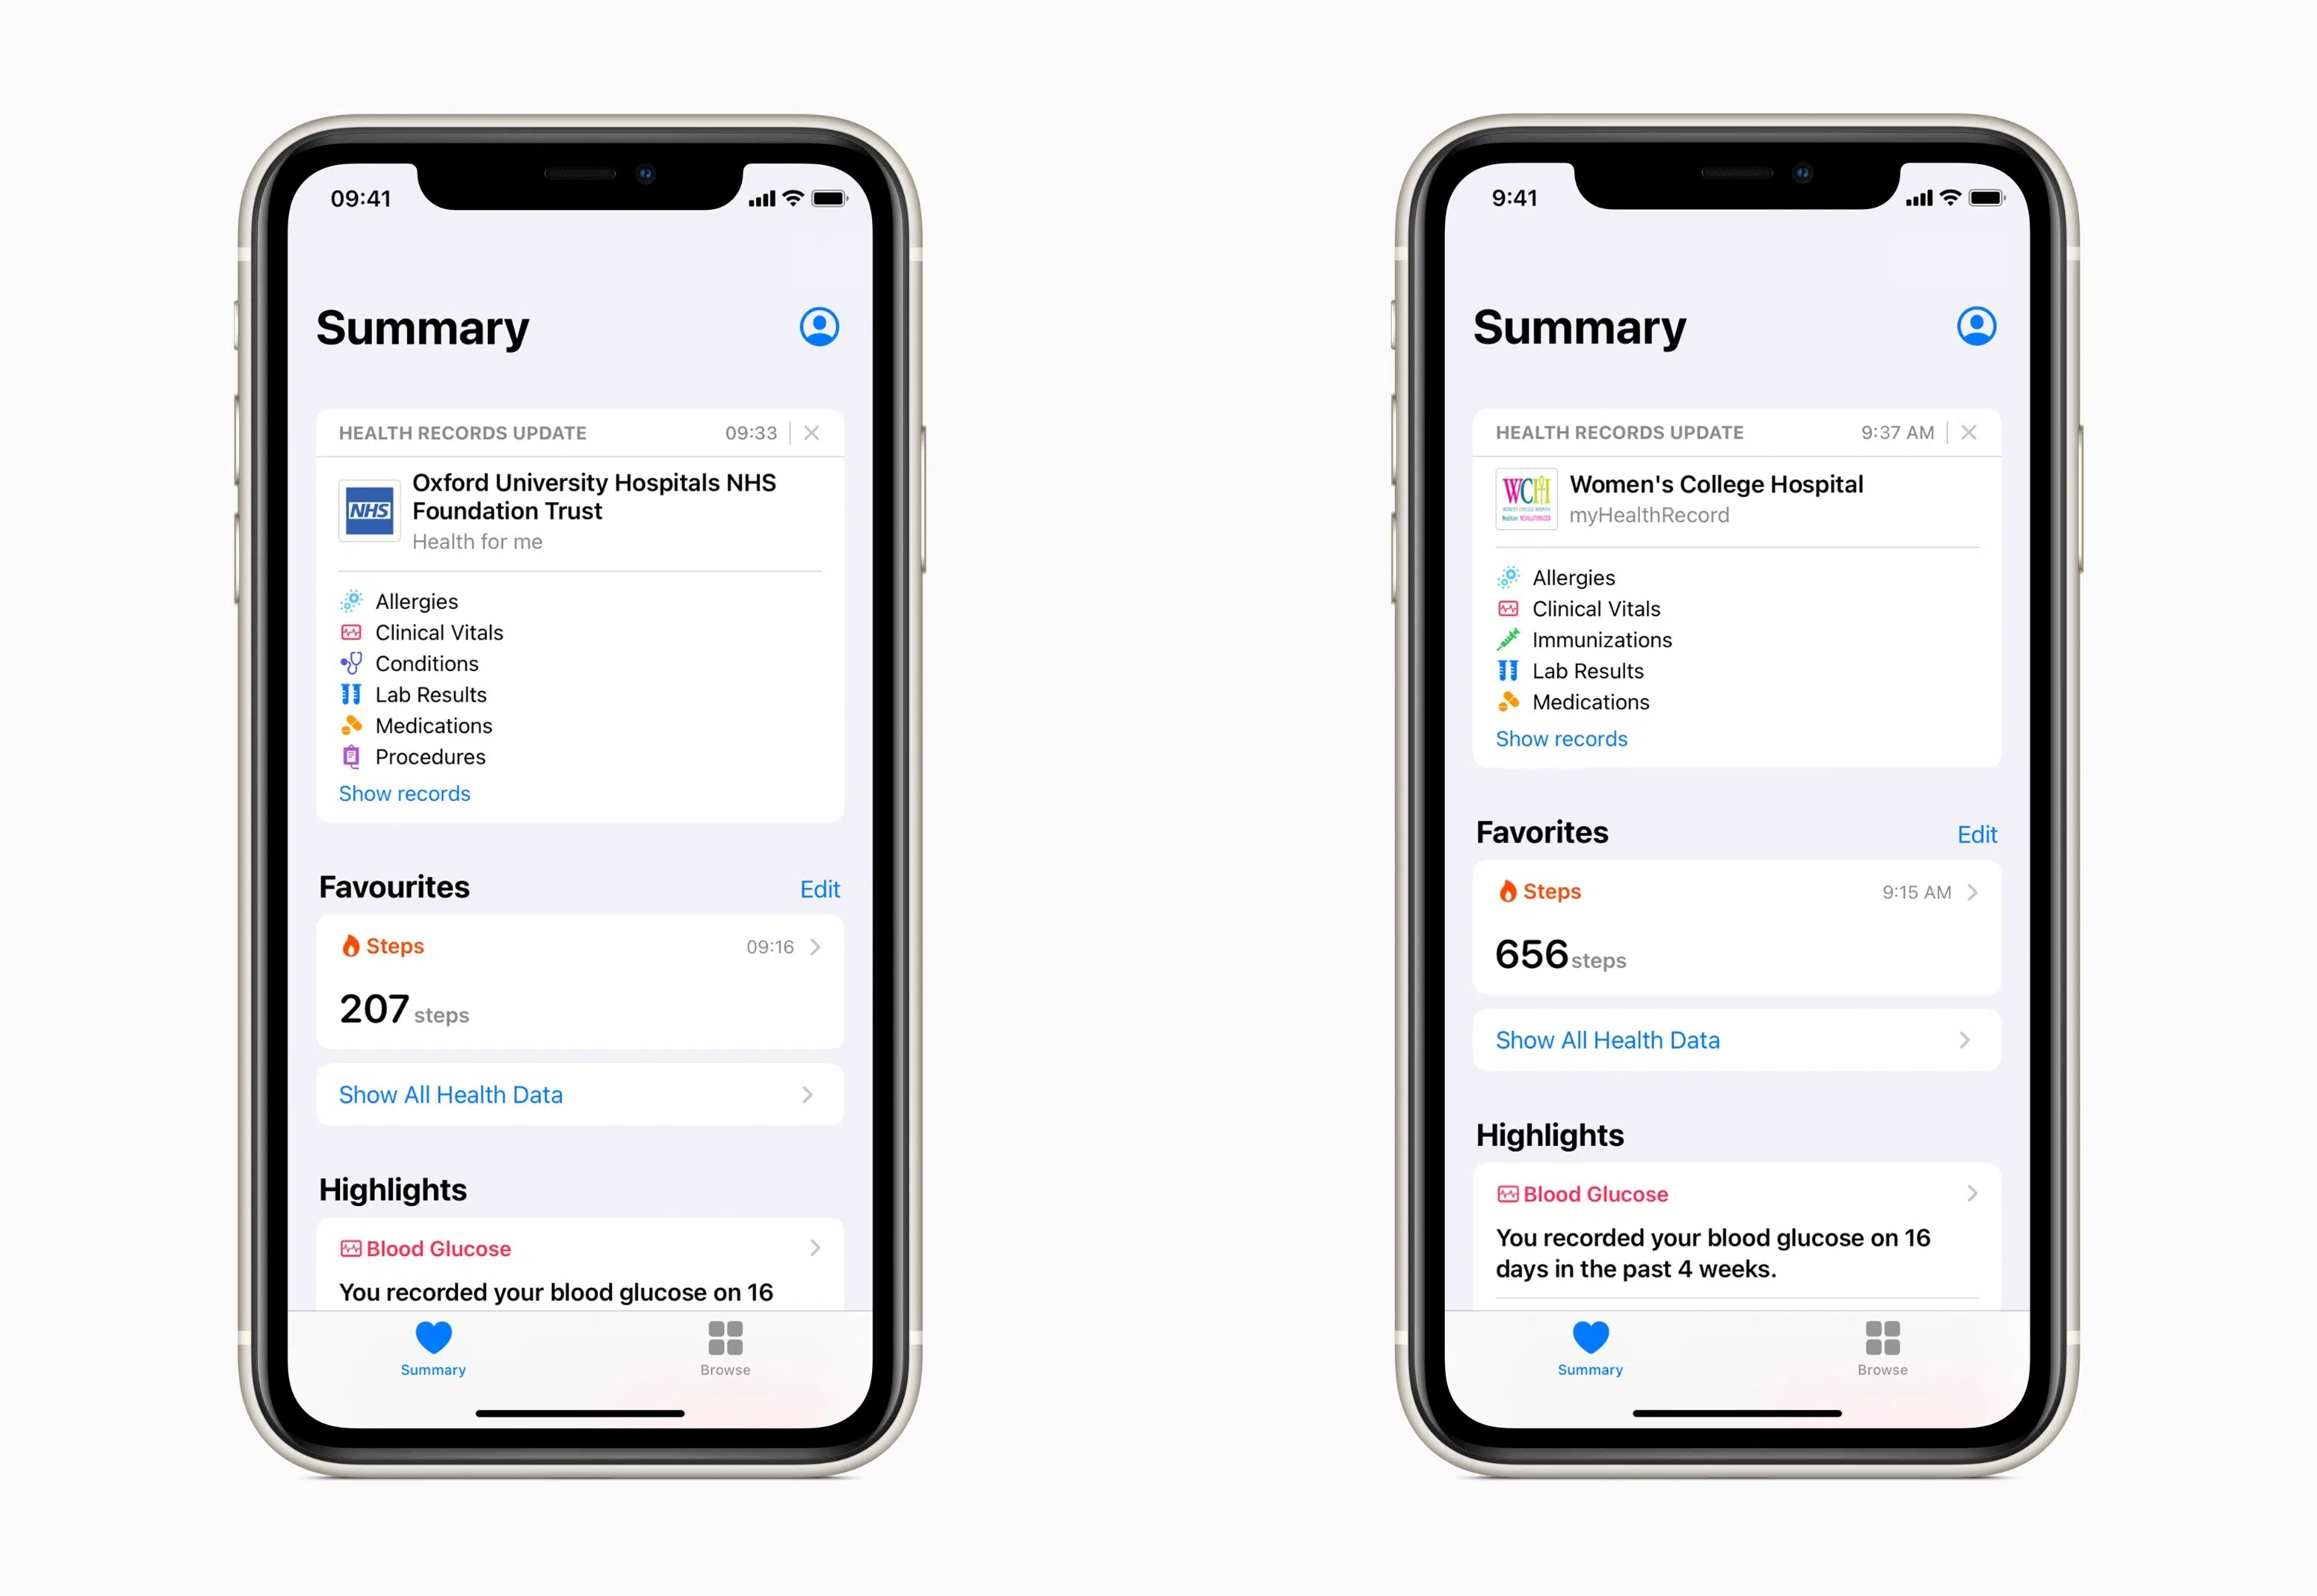 09:41
Summary
HEALTH RECORDS UPDATE 09:33
NHS
Oxford University Hospitals NHS
Foundation Trust
Health for me
Allergies
Clinical Vitals
Conditions
Lab Results
Medications
Procedures
Show records
Favourites Edit
Steps 09:16
207 steps
Show All Health Data
Highlights
Blood Glucose
You recorded your blood glucose on 16
Summary Browse
9:41
Summary
HEALTH RECORDS UPDATE 9:37 AM
WCH
WOMEN'S COLLEGE HOSPITAL
Healthcare REVOLUTIONIZED
Women's College Hospital
myHealthRecord
Allergies
Clinical Vitals
Immunizations
Lab Results
Medications
Show records
Favorites Edit
Steps 9:15 AM
656 steps
Show All Health Data
Highlights
Blood Glucose
You recorded your blood glucose on 16
days in the past 4 weeks.
Summary Browse